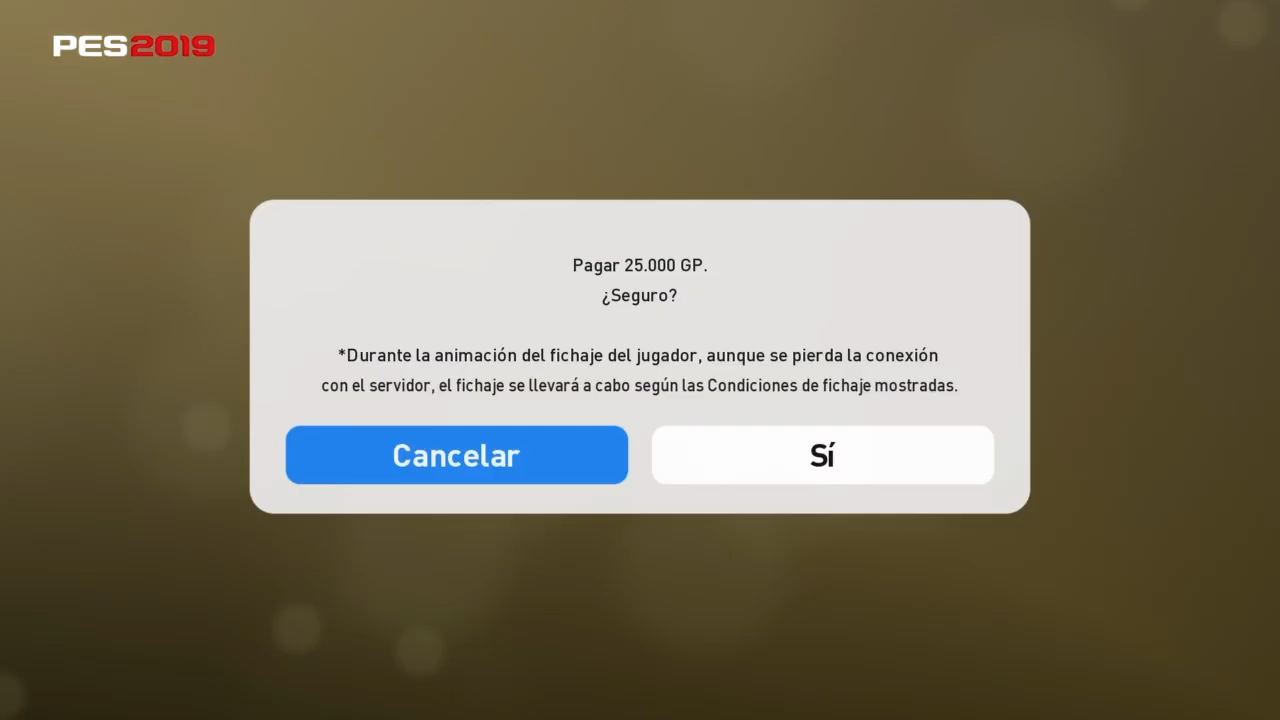 PES2019
Pagar 25.000 GP.
¿Seguro?
*Durante la animación del fichaje del jugador, aunque se pierda la conexión
con el servidor, el fichaje se llevará a cabo según las Condiciones de fichaje mostradas.
Cancelar
Sí